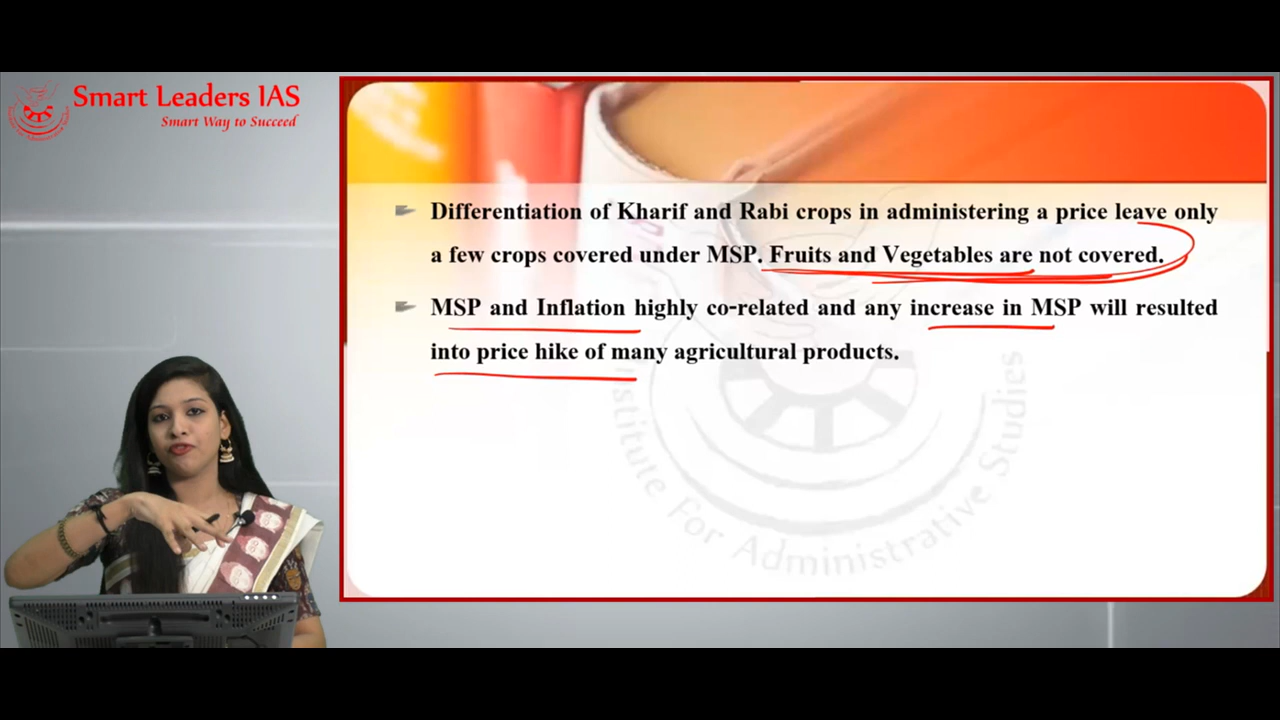 Smart Leaders IAS
Smart Way to Succeed
Differentiation of Kharif and Rabi crops in administering a price leave only
a few crops covered under MSP. Fruits and Vegetables are not covered.
MSP and Inflation highly co-related and any increase in MSP will resulted
into price hike of many agricultural products.
Institute For Administrative Studies